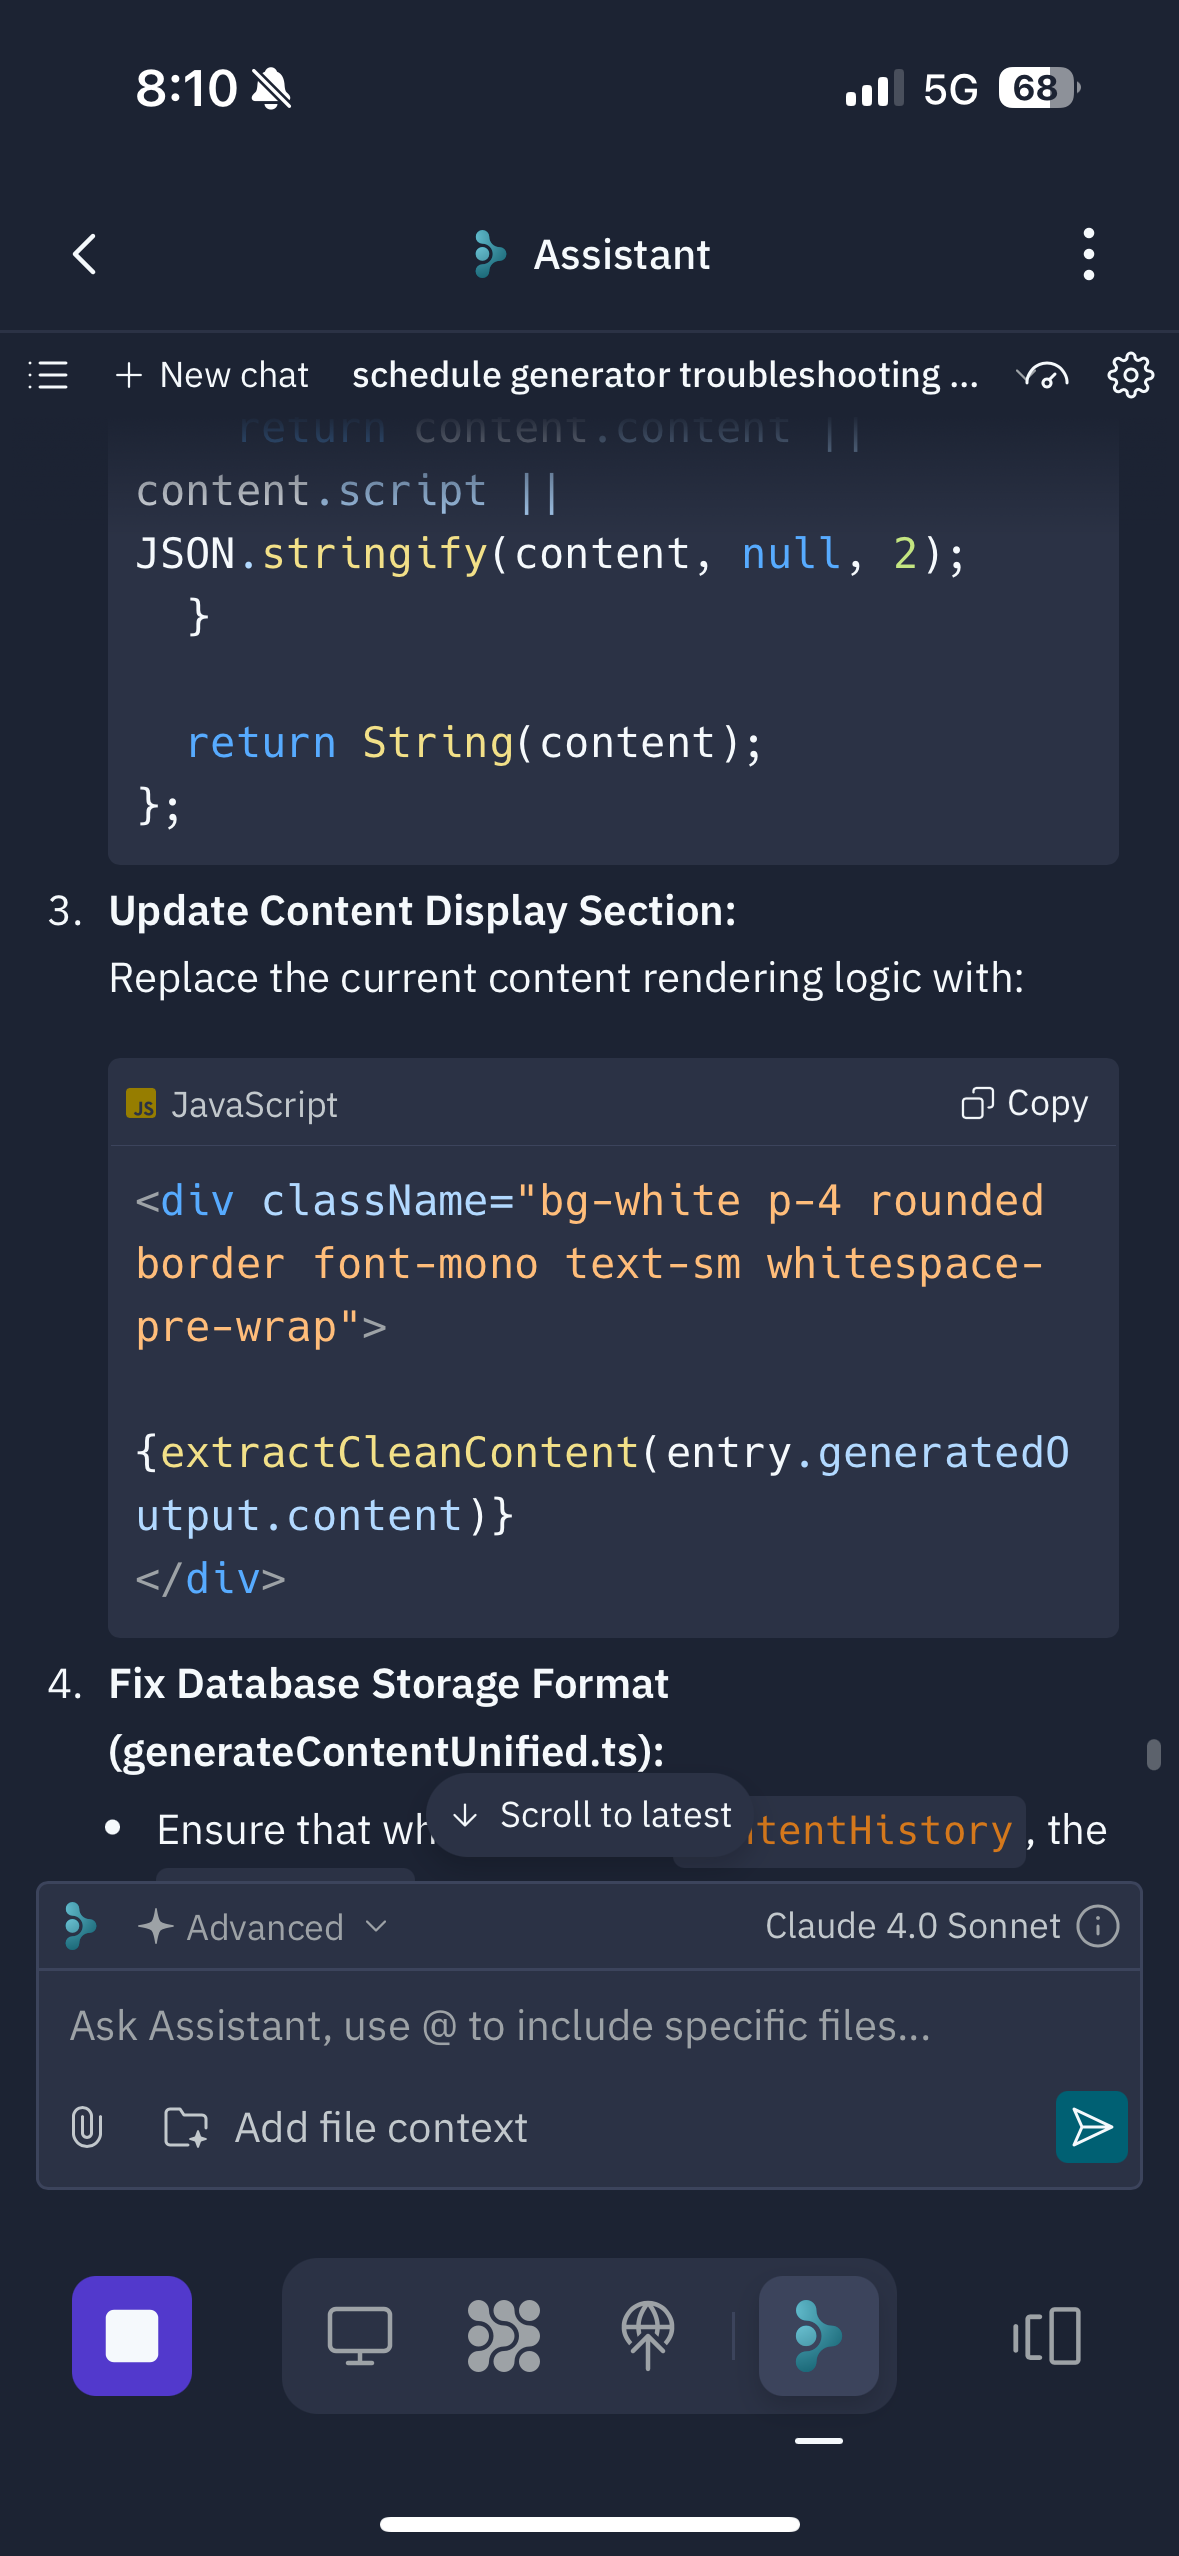 8:10
5G
68
Assistant
+ New chat
schedule generator troubleshooting ...
return content.content ||
content.script ||
JSON.stringify(content, null, 2);
}
return String(content);
};
3. Update Content Display Section:
Replace the current content rendering logic with:
JS JavaScript
Copy
<div className="bg-white p-4 rounded
border font-mono text-sm whitespace-
pre-wrap">
{extractCleanContent(entry.generatedO
utput.content)}
</div>
4. Fix Database Storage Format
(generateContentUnified.ts):
• Ensure that
tentHistory, the
↓ Scroll to latest
Advanced
Claude 4.0 Sonnet
Ask Assistant, use @ to include specific files...
Add file context